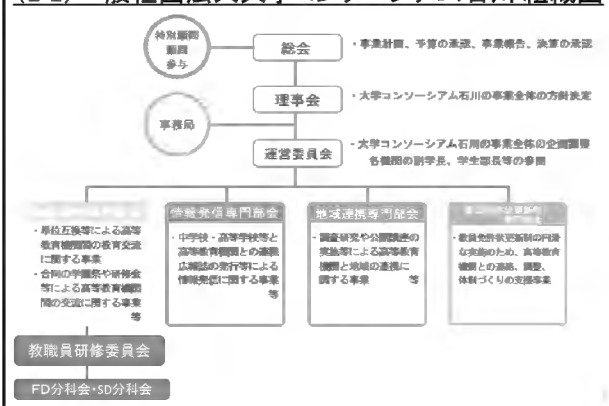 特別顧問
顧問
参与
総会
・事業計画、予算の承認、事業報告、決算の承認
理事会
・大学コンソーシアム石川の事業全体の方針決定
事務局
運営委員会
・大学コンソーシアム石川の事業全体の企画調整
各機関の副学長、学生部長等の参画
・単位互換等による高等
教育機関間の教育交流
に関する事業
・合同の学園祭や研修会
等による高等教育機関
間の交流に関する事業
等
情報発信専門部会
・中学校・高等学校等と
高等教育機関との連携
広報誌の発行等による
情報発信に関する事業
等
地域連携専門部会
・調査研究や公開講座の
実施等による高等教育
機関と地域の連携に
関する事業 等
・教員免許状更新制の円滑
な実施のため、高等教育
機関との連絡、調整、
体制づくりの支援事業
教職員研修委員会
FD分科会・SD分科会